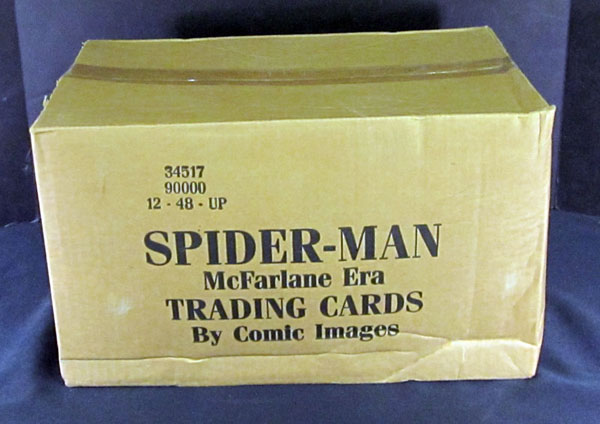 34517
90000
12 - 48 - UP
SPIDER-MAN
McFarlane Era
TRADING CARDS
By Comic Images